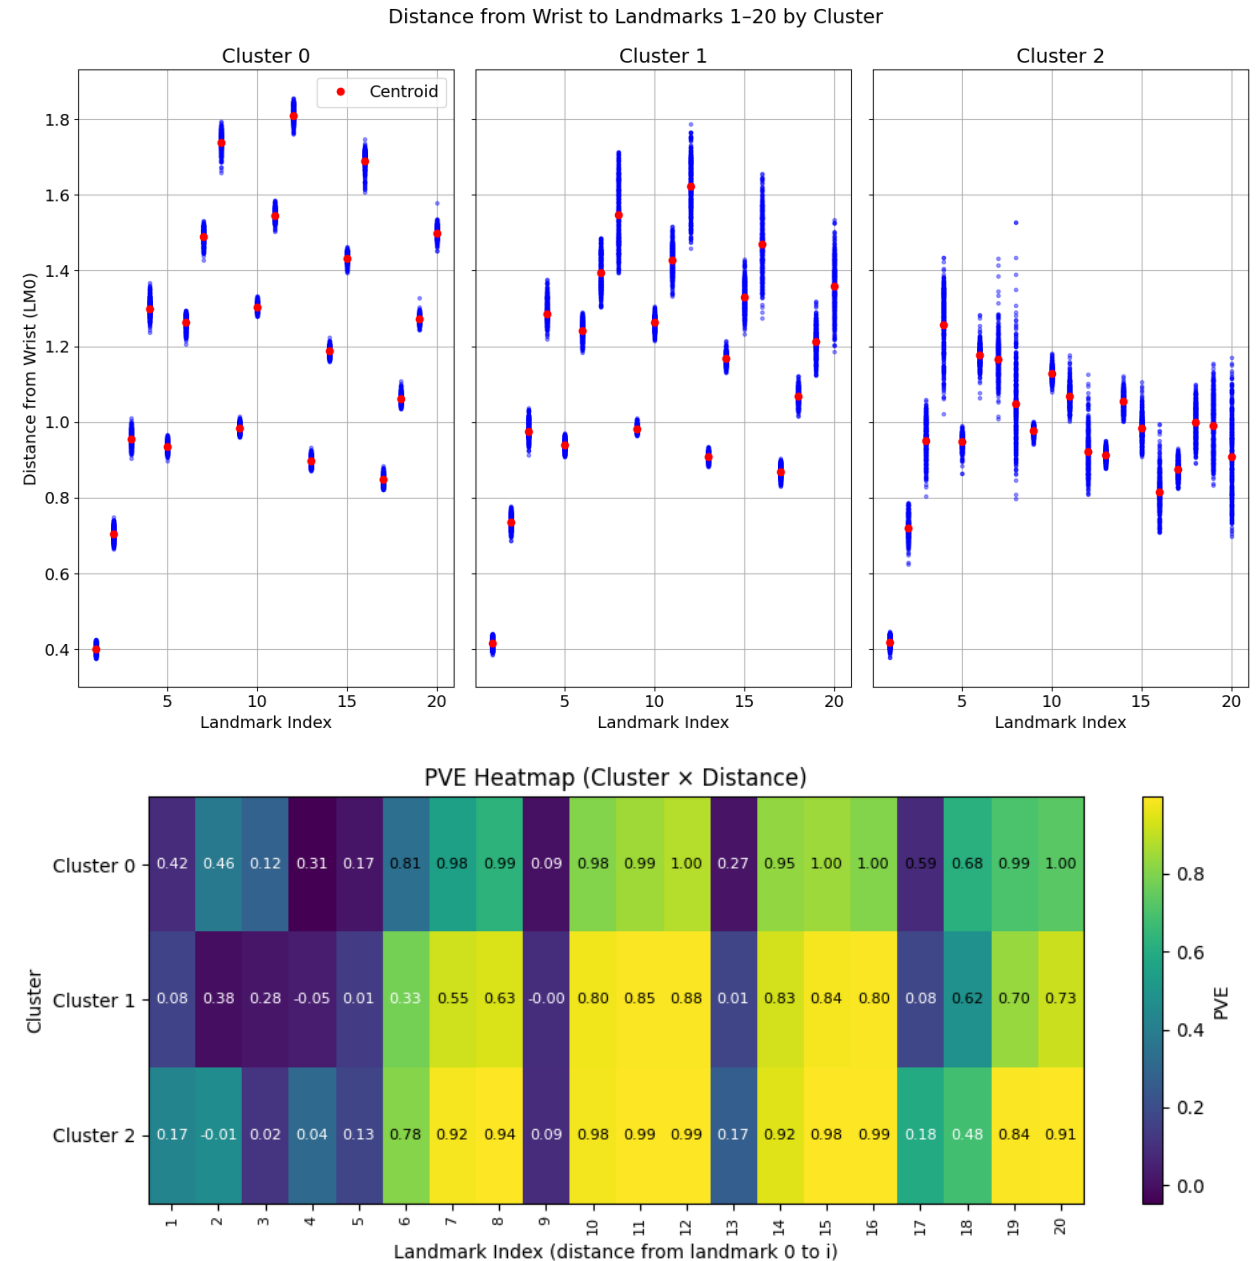 Distance from Wrist to Landmarks 1–20 by Cluster
Cluster 0
Cluster 1
Cluster 2
Centroid
Distance from Wrist (LM0)
1.8
1.6
1.4
1.2
1.0
0.8
0.6
0.4
5 10 15 20
5 10 15 20
5 10 15 20
Landmark Index
Landmark Index
Landmark Index
PVE Heatmap (Cluster × Distance)
Cluster
Cluster 0 0.42 0.46 0.12 0.31 0.17 0.81 0.98 0.99 0.09 0.98 0.99 1.00 0.27 0.95 1.00 1.00 0.59 0.68 0.99 1.00
Cluster 1 0.08 0.38 0.28 -0.05 0.01 0.33 0.55 0.63 -0.00 0.80 0.85 0.88 0.01 0.83 0.84 0.80 0.08 0.62 0.70 0.73
Cluster 2 0.17 -0.01 0.02 0.04 0.13 0.78 0.92 0.94 0.09 0.98 0.99 0.99 0.17 0.92 0.98 0.99 0.18 0.48 0.84 0.91
1 2 3 4 5 6 7 8 9 10 11 12 13 14 15 16 17 18 19 20
Landmark Index (distance from landmark 0 to i)
0.8
0.6
0.4
0.2
0.0
PVE